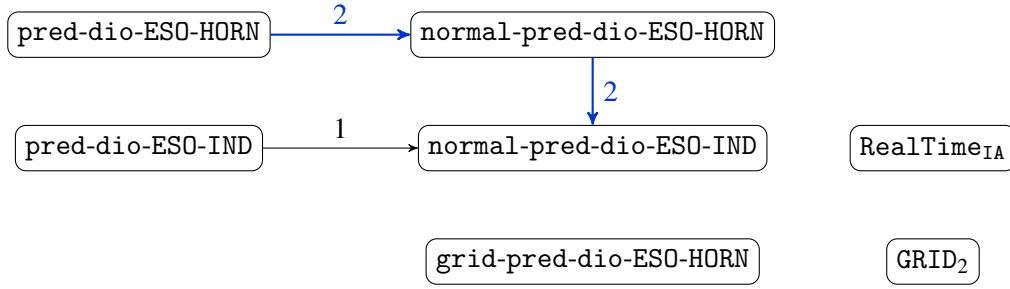 pred-dio-ESO-HORN 2 normal-pred-dio-ESO-HORN
2
pred-dio-ESO-IND 1 normal-pred-dio-ESO-IND RealTime_IA
grid-pred-dio-ESO-HORN GRID₂